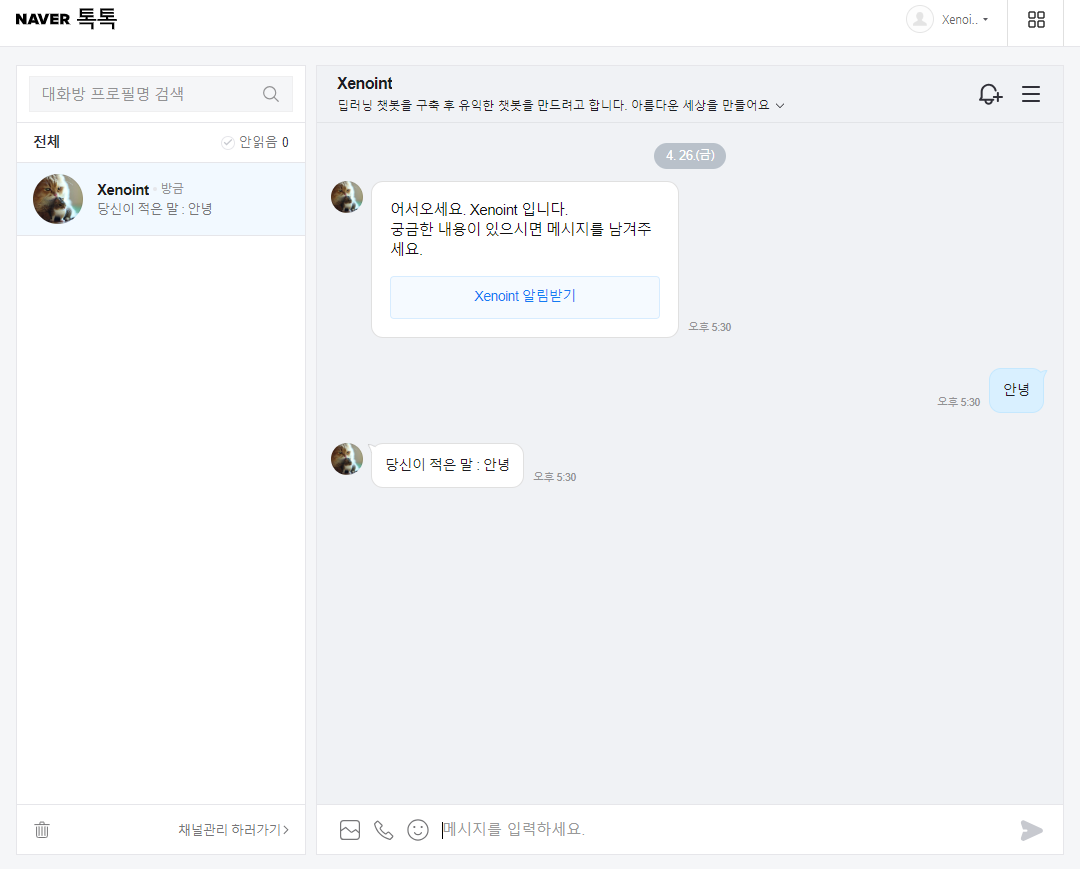 NAVER 톡톡
Xenoi..
대화방 프로필명 검색
전체
안읽음 0
Xenoint 방금
당신이 적은 말 : 안녕
채널관리 하러가기
Xenoint
딥러닝 챗봇을 구축 후 유익한 챗봇을 만드려고 합니다. 아름다운 세상을 만들어요
4. 26.(금)
어서오세요. Xenoint 입니다.
궁금한 내용이 있으시면 메시지를 남겨주
세요.
Xenoint 알림받기
오후 5:30
안녕
오후 5:30
당신이 적은 말 : 안녕
오후 5:30
메시지를 입력하세요.